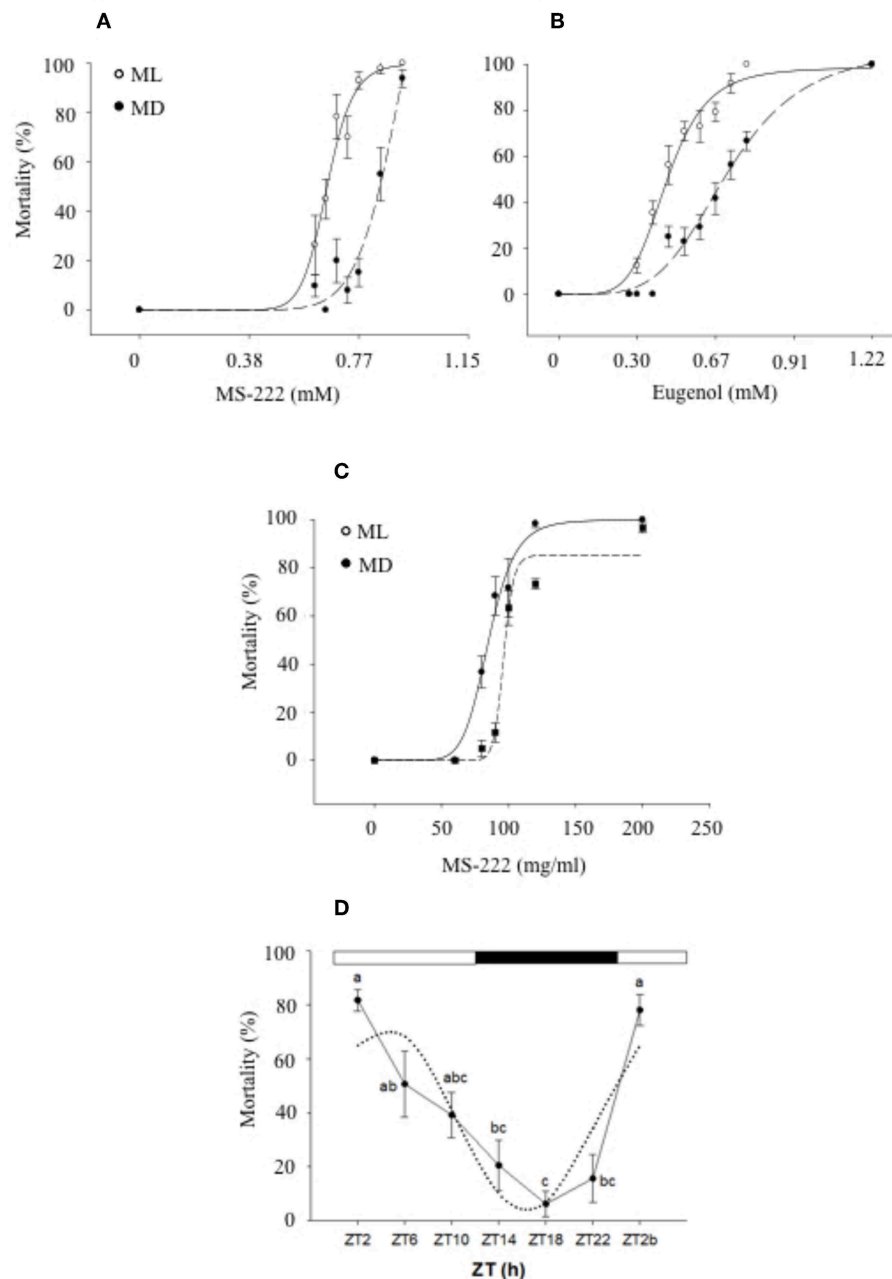 A
B
100
80
60
40
20
0
Mortality (%)
ML
MD
0 0.38 0.77 1.15
MS-222 (mM)
100
80
60
40
20
0
0 0.30 0.67 0.91 1.22
Eugenol (mM)
C
100
80
60
40
20
0
Mortality (%)
ML
MD
0 50 100 150 200 250
MS-222 (mg/ml)
D
100
80
60
40
20
0
Mortality (%)
a
ab
abc
bc
c
bc
a
ZT2 ZT6 ZT10 ZT14 ZT18 ZT22 ZT2b
ZT (h)